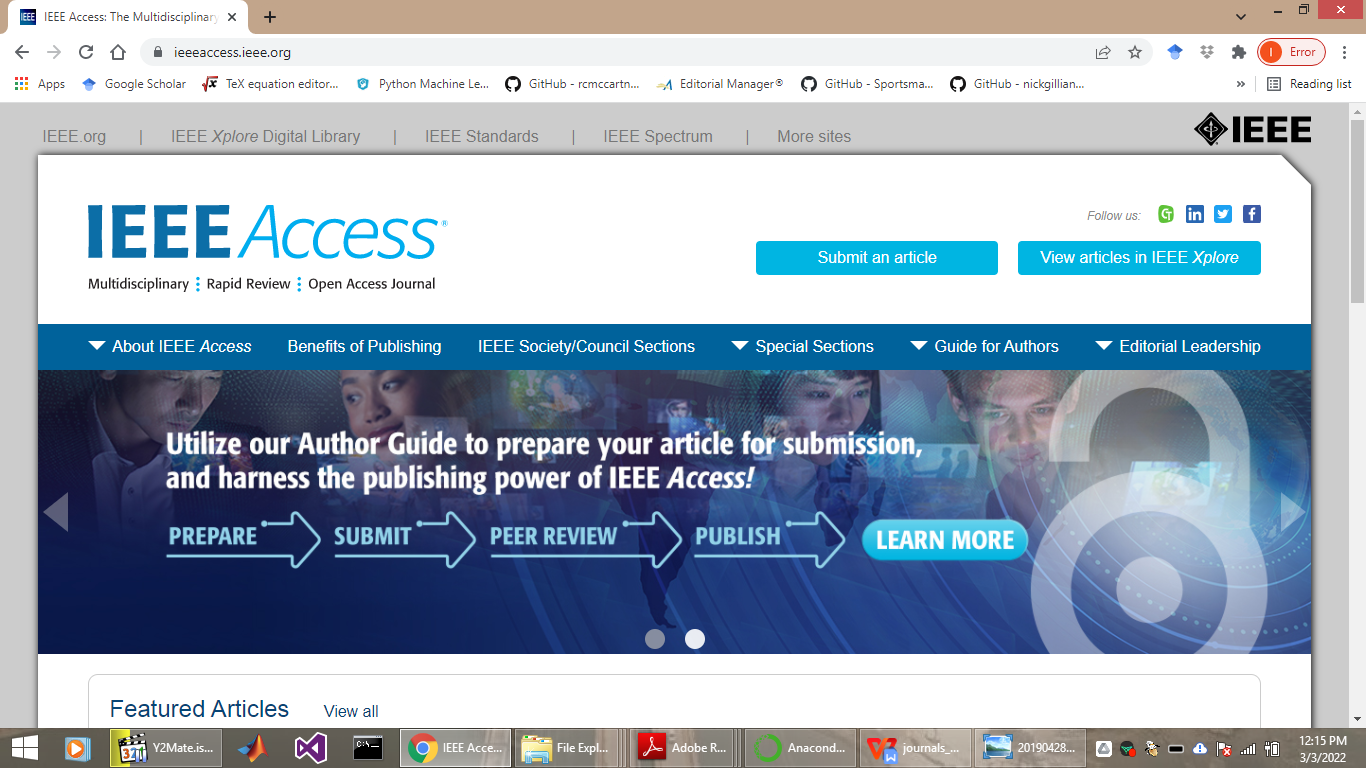 IEEE Access: The Multidisciplinary
ieeeaccess.ieee.org
Error
Apps
Google Scholar
TeX equation editor...
Python Machine Le...
GitHub - rcmccartn...
Editorial Manager®
GitHub - Sportsma...
GitHub - nickgillian...
»
Reading list
IEEE.org | IEEE Xplore Digital Library | IEEE Standards | IEEE Spectrum | More sites
IEEE
IEEE Access®
Multidisciplinary Rapid Review Open Access Journal
Follow us:
Submit an article
View articles in IEEE Xplore
About IEEE Access
Benefits of Publishing
IEEE Society/Council Sections
Special Sections
Guide for Authors
Editorial Leadership
Utilize our Author Guide to prepare your article for submission,
and harness the publishing power of IEEE Access!
PREPARE SUBMIT PEER REVIEW PUBLISH LEARN MORE
Featured Articles View all
Y2Mate.is...
IEEE Acce...
File Expl...
Adobe R...
Anacond...
journals_...
20190428...
12:15 PM
3/3/2022